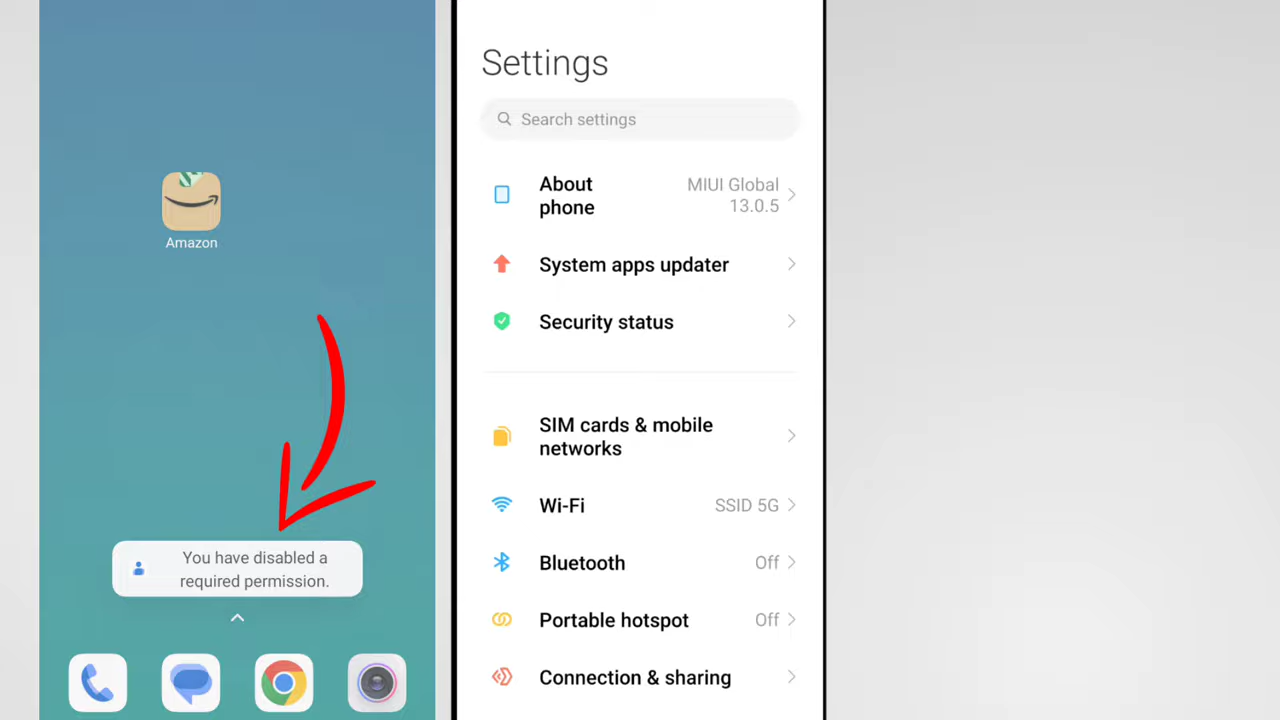 Amazon
You have disabled a
required permission.
Settings
Search settings
About
phone
MIUI Global
13.0.5
System apps updater
Security status
SIM cards & mobile
networks
Wi-Fi
SSID 5G
Bluetooth
Off
Portable hotspot
Off
Connection & sharing